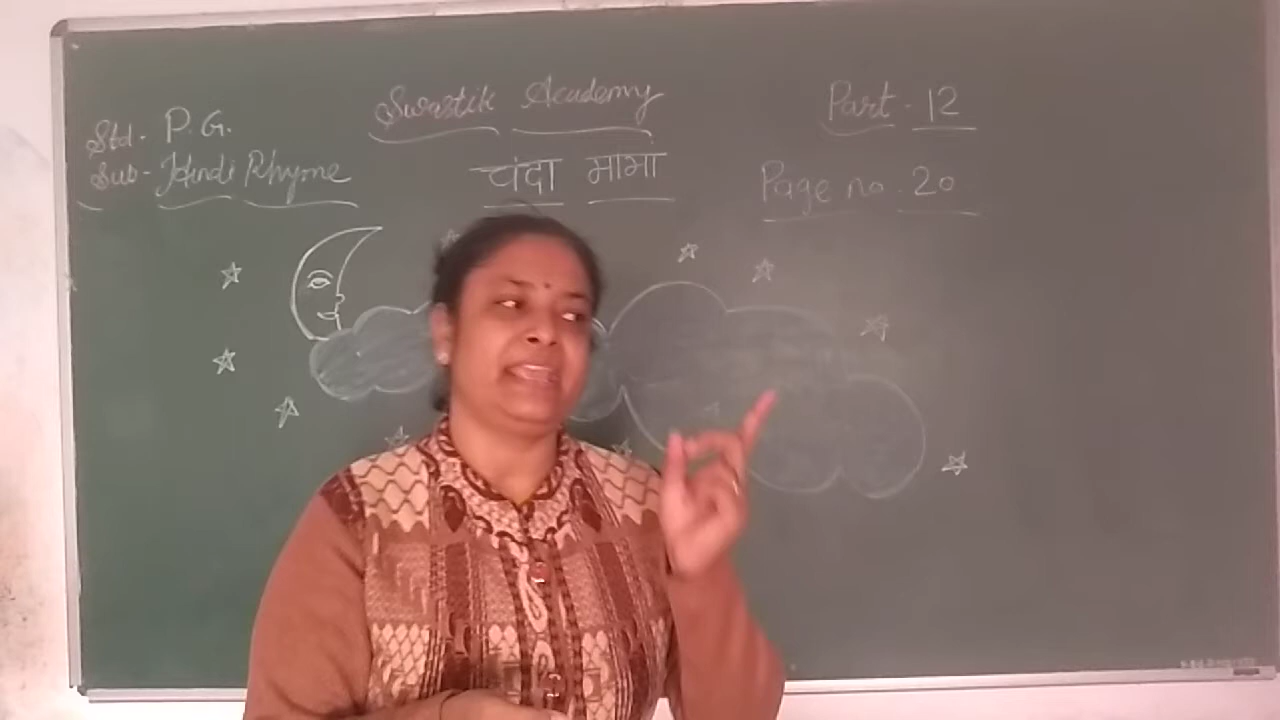 Swastik Academy
Std- P.G.
Part- 12
Sub- Hindi Rhyme
चंदा मामा
Page no. 20